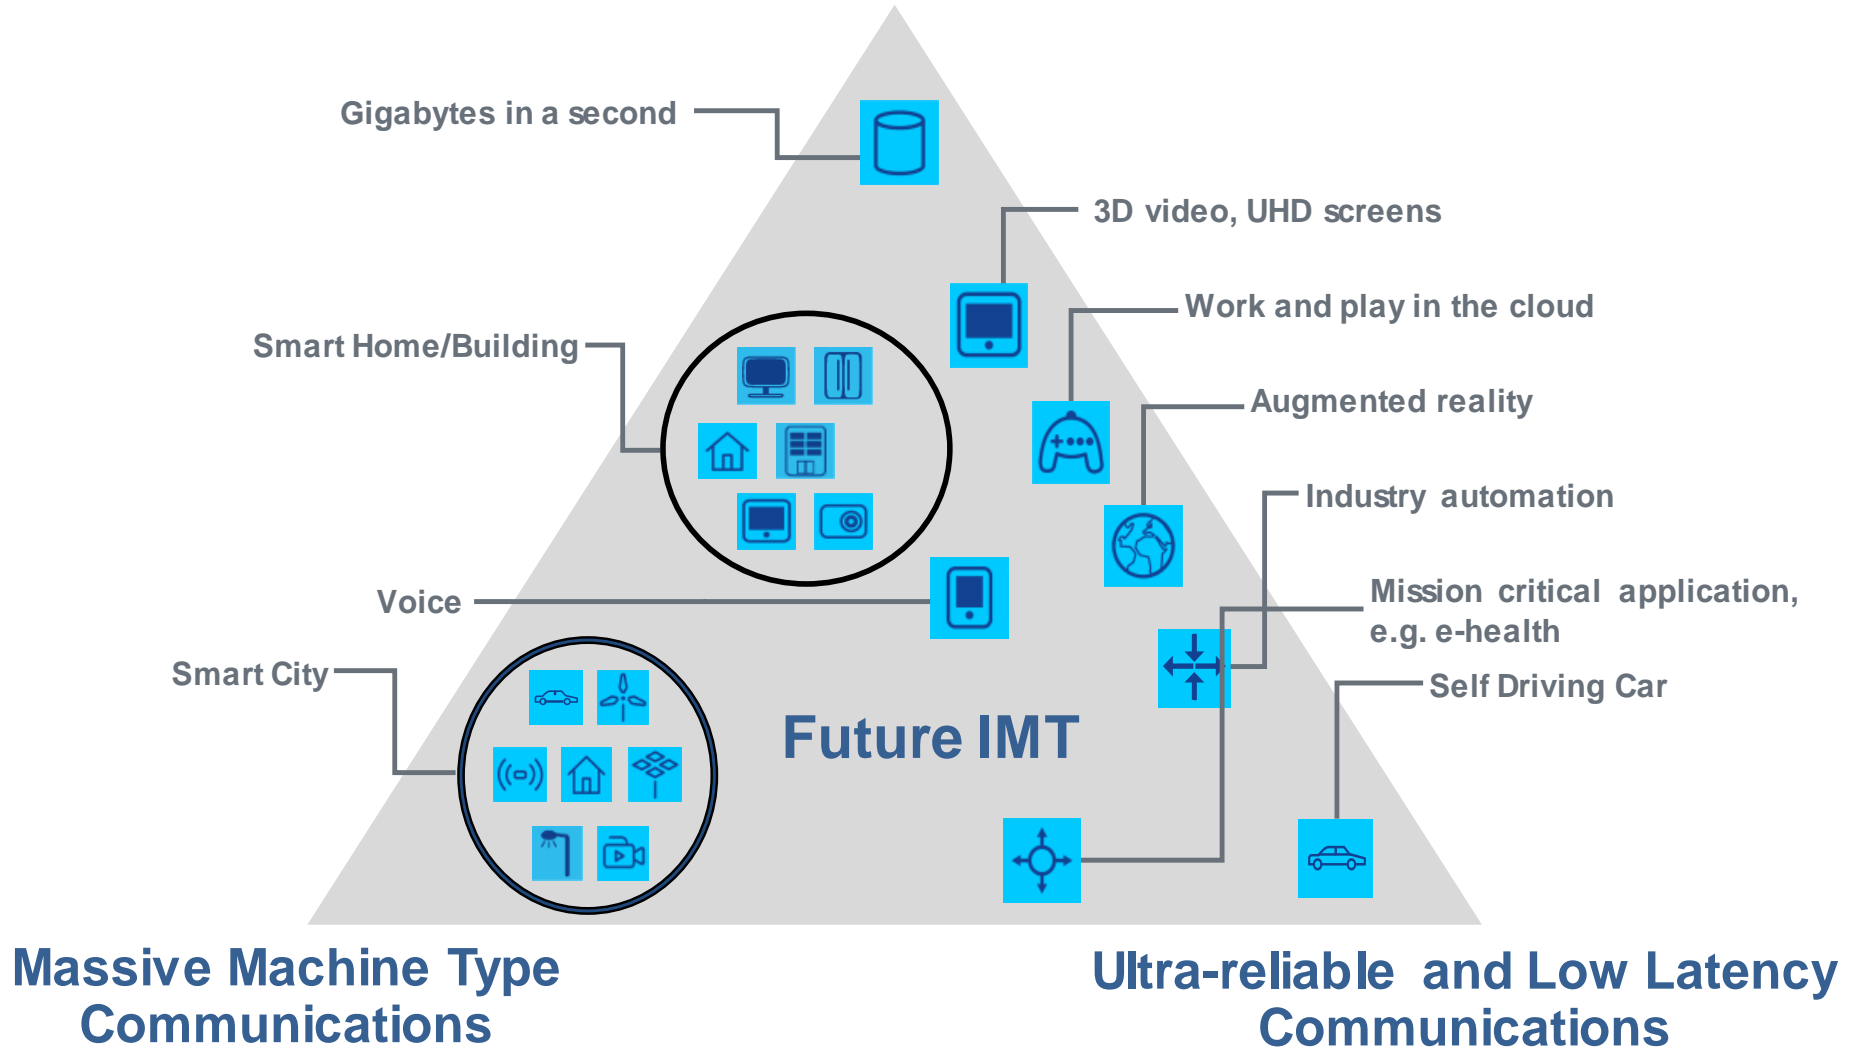 Gigabytes in a second
3D video, UHD screens
Work and play in the cloud
Smart Home/Building
Augmented reality
Industry automation
Mission critical application,
e.g. e-health
Voice
Smart City
Self Driving Car
Future IMT
Massive Machine Type
Communications
Ultra-reliable and Low Latency
Communications